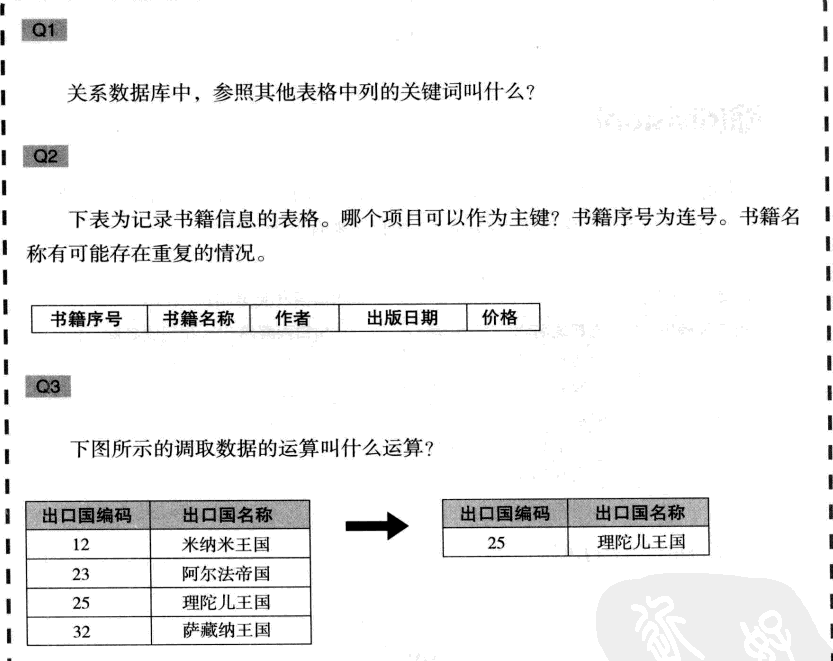 Q1
关系数据库中，参照其他表格中列的关键词叫什么？
Q2
下表为记录书籍信息的表格。哪个项目可以作为主键？书籍序号为连号。书籍名
称有可能存在重复的情况。
书籍序号 书籍名称 作者 出版日期 价格
Q3
下图所示的调取数据的运算叫什么运算？
出口国编码 出口国名称
12 米纳米王国
23 阿尔法帝国
25 理陀儿王国
32 萨藏纳王国
出口国编码 出口国名称
25 理陀儿王国